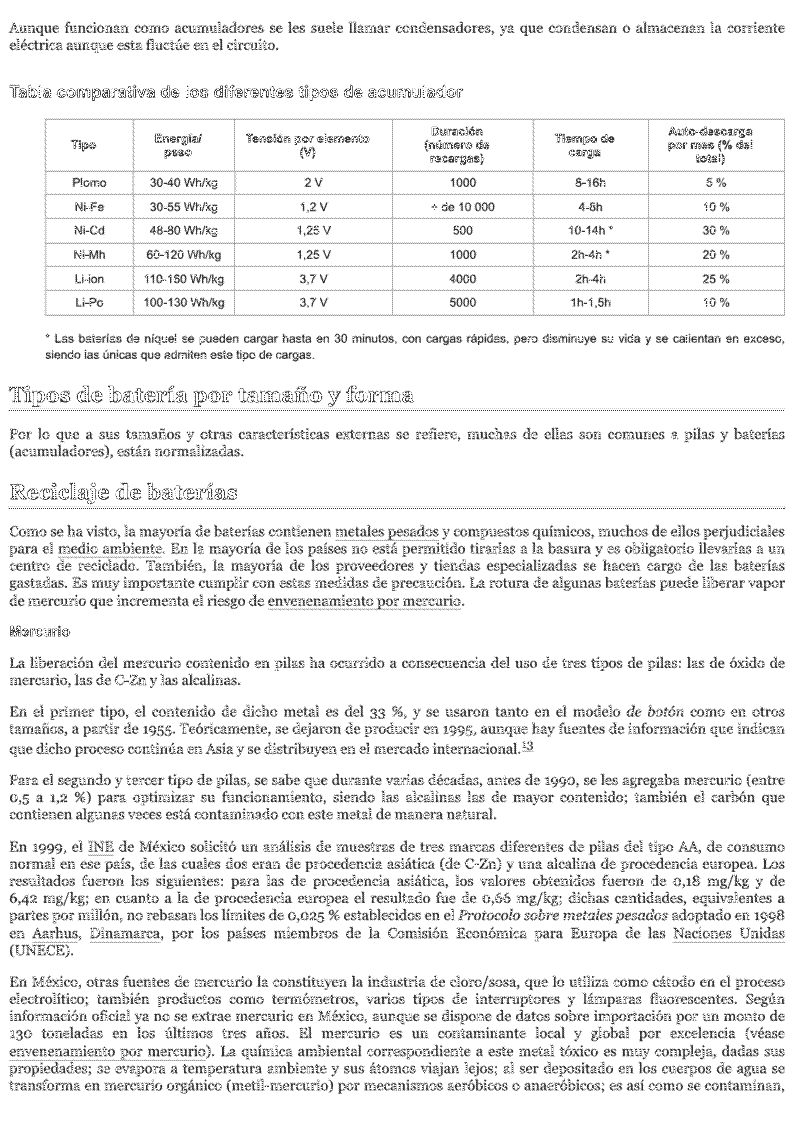 Aunque funcionan como acumuladores se les suele llamar condensadores, ya que condensan o almacenan la corriente
eléctrica aunque esta fluctúe en el circuito.
Tabla comparativa de los diferentes tipos de acumulador
Tipo Energía/ peso Tensión por elemento (V) Duración (número de recargas) Tiempo de carga Auto-descarga por mes (% del total)
Plomo 30-40 Wh/kg 2 V 1000 8-16h 5 %
Ni-Fe 30-55 Wh/kg 1,2 V + de 10 000 4-8h 10 %
Ni-Cd 48-80 Wh/kg 1,25 V 500 10-14h * 30 %
Ni-Mh 60-120 Wh/kg 1,25 V 1000 2h-4h * 20 %
Li-ion 110-160 Wh/kg 3,7 V 4000 2h-4h 25 %
Li-Po 100-130 Wh/kg 3,7 V 5000 1h-1,5h 10 %
* Las baterías de níquel se pueden cargar hasta en 30 minutos, con cargas rápidas, pero disminuye su vida y se calientan en exceso,
siendo las únicas que admiten este tipo de cargas.
Tipos de batería por tamaño y forma
Por lo que a sus tamaños y otras características externas se refiere, muchas de ellas son comunes a pilas y baterías
(acumuladores), están normalizadas.
Reciclaje de baterías
Como se ha visto, la mayoría de baterías contienen metales pesados y compuestos químicos, muchos de ellos perjudiciales
para el medio ambiente. En la mayoría de los países no está permitido tirarlas a la basura y es obligatorio llevarlas a un
centro de reciclado. También, la mayoría de los proveedores y tiendas especializadas se hacen cargo de las baterías
gastadas. Es muy importante cumplir con estas medidas de precaución. La rotura de algunas baterías puede liberar vapor
de mercurio que incrementa el riesgo de envenenamiento por mercurio.
Mercurio
La liberación del mercurio contenido en pilas ha ocurrido a consecuencia del uso de tres tipos de pilas: las de óxido de
mercurio, las de C-Zn y las alcalinas.
En el primer tipo, el contenido de dicho metal es del 33 %, y se usaron tanto en el modelo de botón como en otros
tamaños, a partir de 1955. Teóricamente, se dejaron de producir en 1995, aunque hay fuentes de información que indican
que dicho proceso continúa en Asia y se distribuyen en el mercado internacional.13
Para el segundo y tercer tipo de pilas, se sabe que durante varias décadas, antes de 1990, se les agregaba mercurio (entre
0,5 a 1,2 %) para optimizar su funcionamiento, siendo las alcalinas las de mayor contenido; también el carbón que
contienen algunas veces está contaminado con este metal de manera natural.
En 1999, el INE de México solicitó un análisis de muestras de tres marcas diferentes de pilas del tipo AA, de consumo
normal en ese país, de las cuales dos eran de procedencia asiática (de C-Zn) y una alcalina de procedencia europea. Los
resultados fueron los siguientes: para las de procedencia asiática, los valores obtenidos fueron de 0,18 mg/kg y de
6,42 mg/kg; en cuanto a la de procedencia europea el resultado fue de 0,66 mg/kg; dichas cantidades, equivalentes a
partes por millón, no rebasan los límites de 0,025 % establecidos en el Protocolo sobre metales pesados adoptado en 1998
en Aarhus, Dinamarca, por los países miembros de la Comisión Económica para Europa de las Naciones Unidas
(UNECE).
En México, otras fuentes de mercurio la constituyen la industria de cloro/sosa, que lo utiliza como cátodo en el proceso
electrolítico; también productos como termómetros, varios tipos de interruptores y lámparas fluorescentes. Según
información oficial ya no se extrae mercurio en México, aunque se dispone de datos sobre importación por un monto de
130 toneladas en los últimos tres años. El mercurio es un contaminante local y global por excelencia (véase
envenenamiento por mercurio). La química ambiental correspondiente a este metal tóxico es muy compleja, dadas sus
propiedades; se evapora a temperatura ambiente y sus átomos viajan lejos; al ser depositado en los cuerpos de agua se
transforma en mercurio orgánico (metil-mercurio) por mecanismos aeróbicos o anaeróbicos; es así como se contaminan,